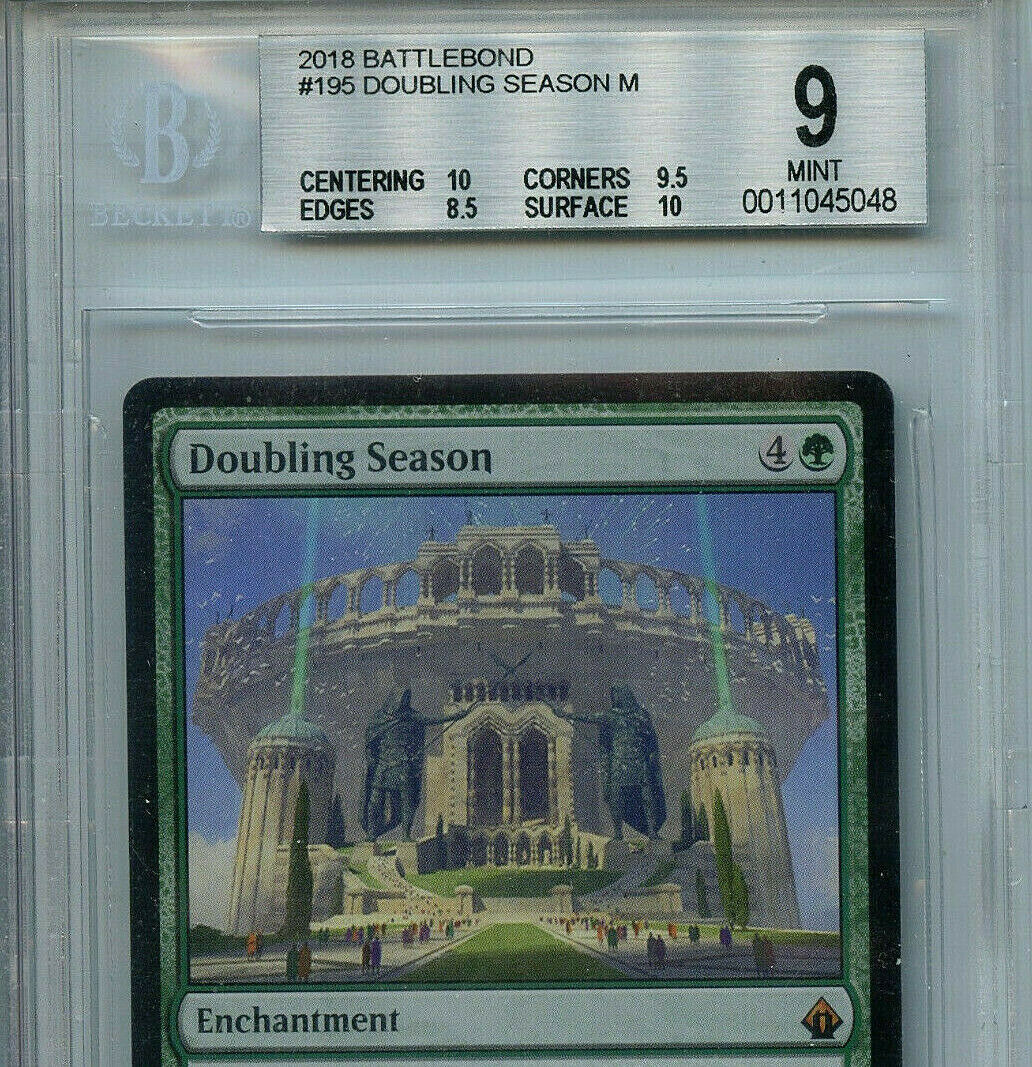 2018 BATTLEBOND
#195 DOUBLING SEASON M
9
MINT
CENTERING 10 CORNERS 9.5
EDGES 8.5 SURFACE 10
0011045048
B
BECKETT®
Doubling Season 4
Enchantment